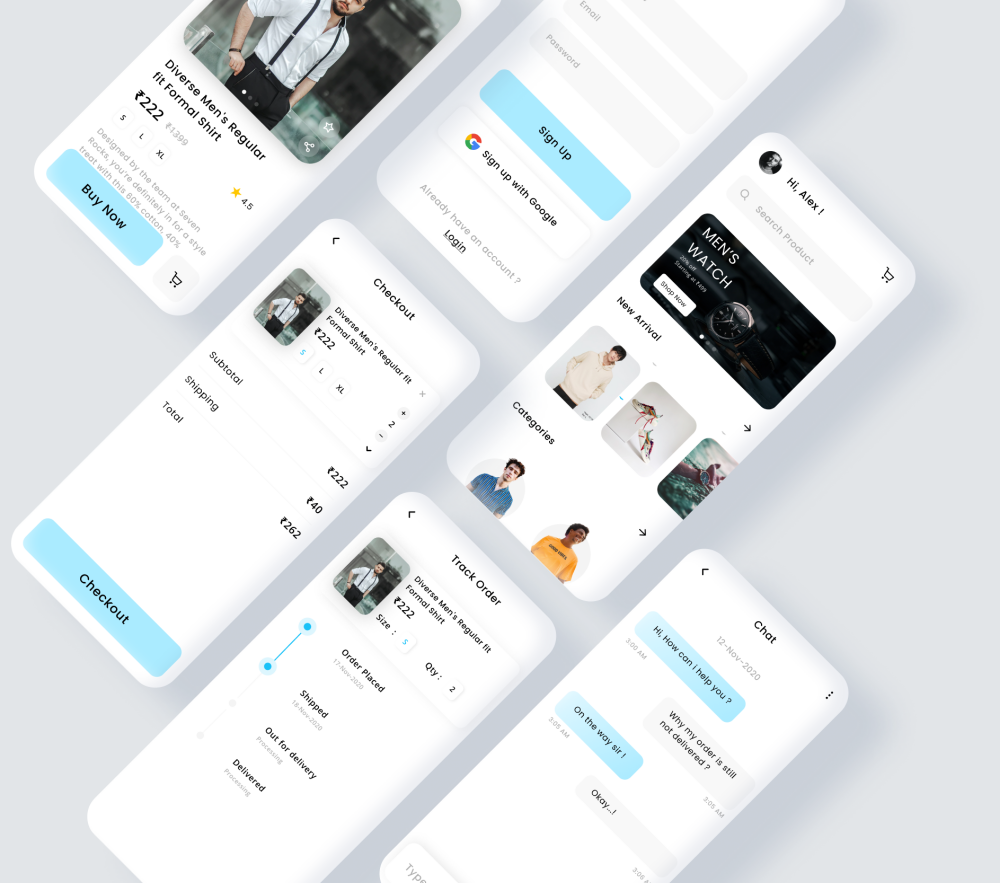 Diverse Men's Regular
fit Formal Shirt
₹222 ₹1399
S
L
XL
4.5
Designed by the team at Seven
Rocks, you're definitely in for a style
treat with this 60% cotton, 40%
Buy Now
Email
Password
Sign Up
Sign up with Google
Already have an account ?
Login
Hi, Alex !
Search Product
MEN'S
WATCH
20% off
Starting at ₹499
Shop Now
New Arrival
Categories
GOOD VIBES
Checkout
Diverse Men's Regular fit
Formal Shirt
₹222
S
L
XL
×
+
2
−
Subtotal
₹222
Shipping
₹40
Total
₹262
Checkout
Track Order
Diverse Men's Regular fit
Formal Shirt
₹222
Size : S
Qty : 2
Order Placed
17-Nov-2020
Shipped
18-Nov-2020
Out for delivery
Processing
Delivered
Processing
Chat
12-Nov-2020
Hi, How can i help you ?
3:00 AM
Why my order is still
not delivered ?
3:05 AM
On the way sir !
3:05 AM
Okay...!
3:06
Type